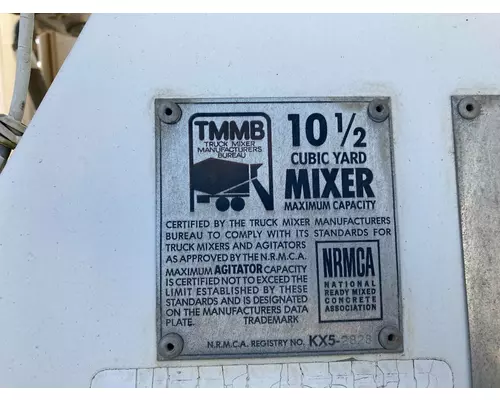 TMMB
TRUCK MIXER
MANUFACTURERS
BUREAU
10 1/2
CUBIC YARD
MIXER
MAXIMUM CAPACITY
CERTIFIED BY THE TRUCK MIXER MANUFACTURERS
BUREAU TO COMPLY WITH ITS STANDARDS FOR
TRUCK MIXERS AND AGITATORS
AS APPROVED BY THE N.R.M.C.A.
MAXIMUM AGITATOR CAPACITY
IS CERTIFIED NOT TO EXCEED THE
LIMIT ESTABLISHED BY THESE
STANDARDS AND IS DESIGNATED
ON THE MANUFACTURERS DATA
PLATE. TRADEMARK
NRMCA
NATIONAL
READY MIXED
CONCRETE
ASSOCIATION
N.R.M.C.A. REGISTRY NO. KX5-2828